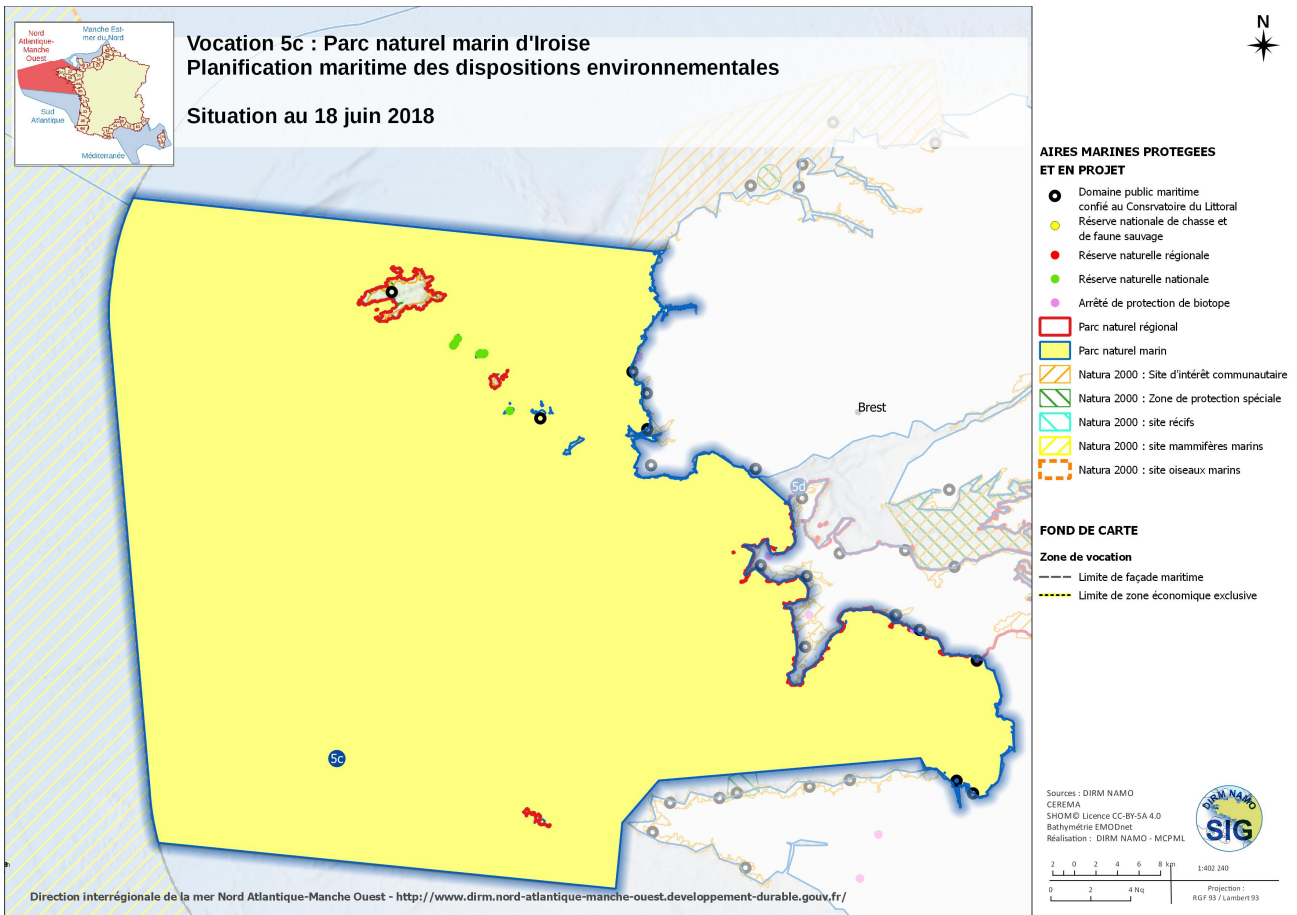 Nord
Atlantique-
Manche
Ouest
Manche Est-
mer du Nord
Sud
Atlantique
Méditerranée
Vocation 5c : Parc naturel marin d'Iroise
Planification maritime des dispositions environnementales
Situation au 18 juin 2018
N
AIRES MARINES PROTEGEES
ET EN PROJET
Domaine public maritime
confié au Consrvatoire du Littoral
Réserve nationale de chasse et
de faune sauvage
Réserve naturelle régionale
Réserve naturelle nationale
Arrêté de protection de biotope
Parc naturel régional
Parc naturel marin
Natura 2000 : Site d'intérêt communautaire
Natura 2000 : Zone de protection spéciale
Natura 2000 : site récifs
Natura 2000 : site mammifères marins
Natura 2000 : site oiseaux marins
FOND DE CARTE
Zone de vocation
Limite de façade maritime
Limite de zone économique exclusive
Brest
5d
5c
Sources : DIRM NAMO
CEREMA
SHOM© Licence CC-BY-SA 4.0
Bathymétrie EMODnet
Réalisation : DIRM NAMO - MCPML
DIRM NAMO
SIG
2 0 2 4 6 8 km
0 2 4 Nq
1:402 240
Projection :
RGF 93 / Lambert 93
Direction interrégionale de la mer Nord Atlantique-Manche Ouest - http://www.dirm.nord-atlantique-manche-ouest.developpement-durable.gouv.fr/